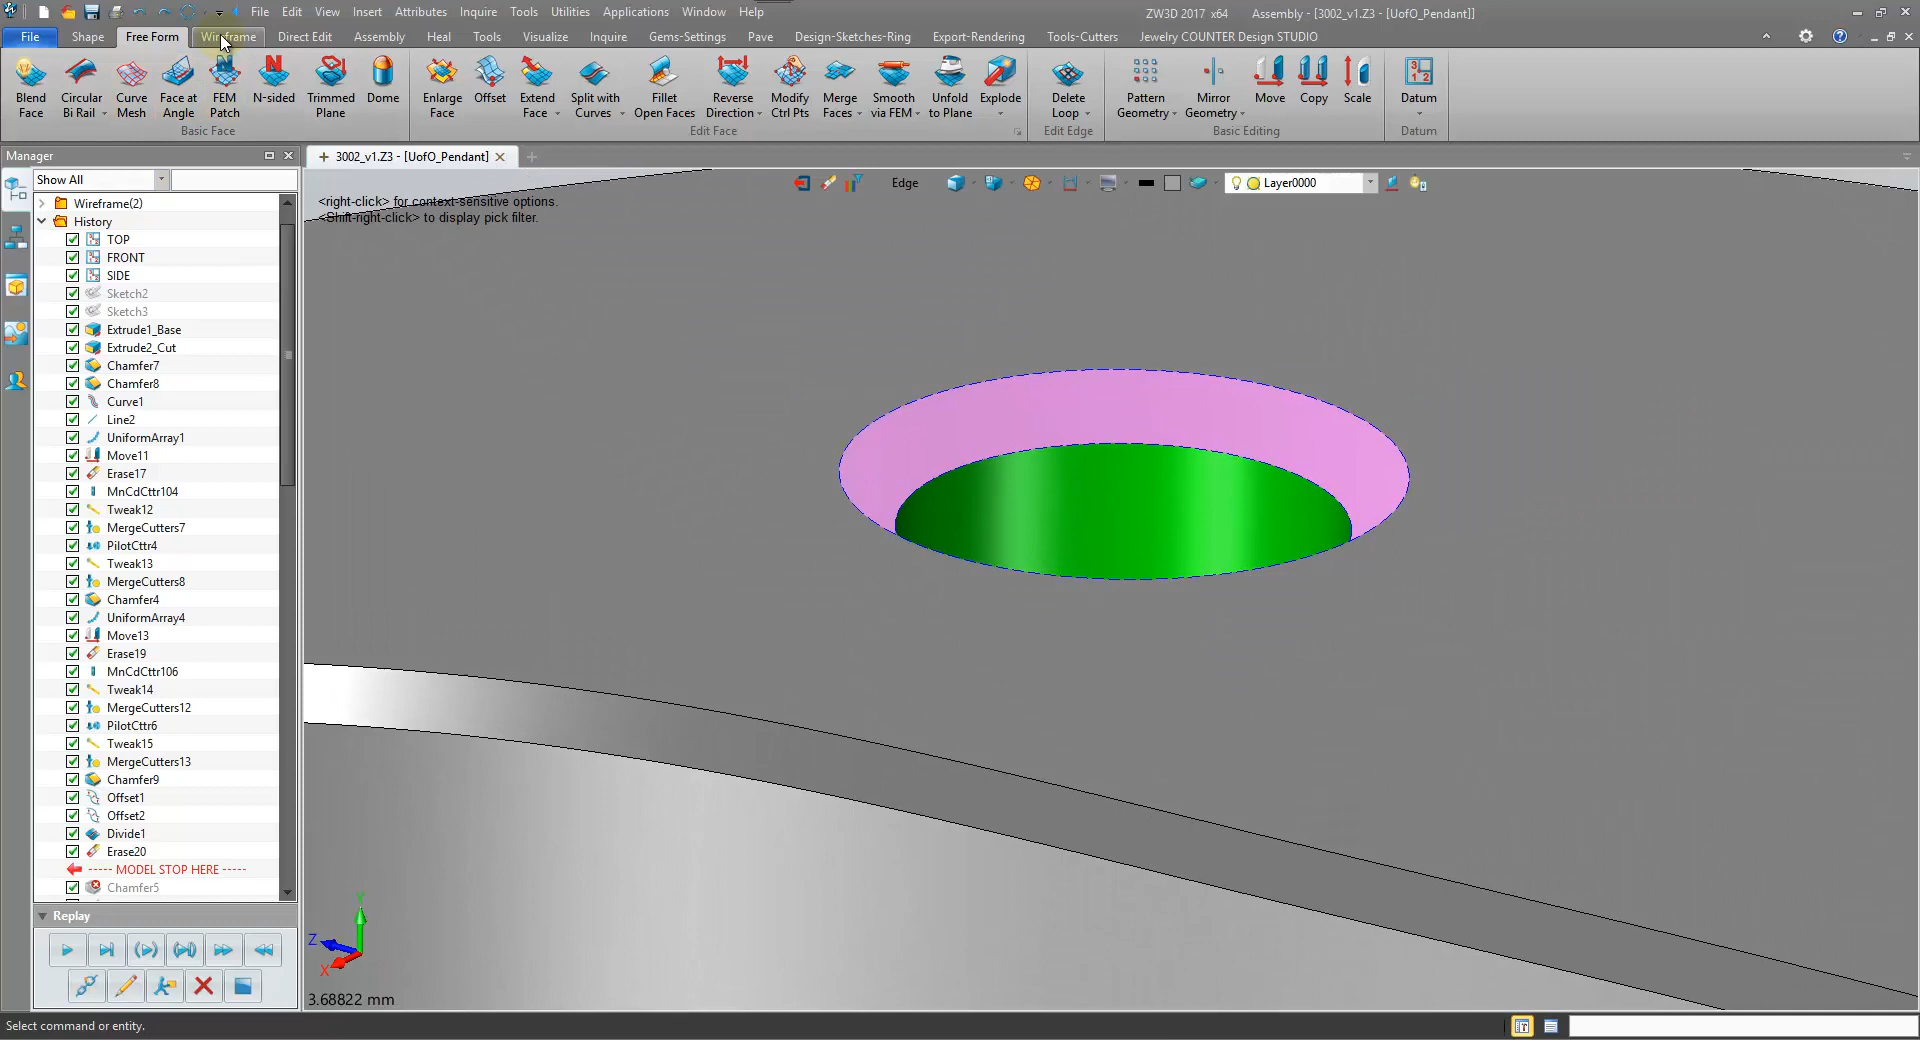 File Edit View Insert Attributes Inquire Tools Utilities Applications Window Help ZW3D 2017 x64 Assembly - [3002_v1.Z3 - [UofO_Pendant]]
File Shape Free Form Wireframe Direct Edit Assembly Heal Tools Visualize Inquire Gems-Settings Pave Design-Sketches-Ring Export-Rendering Tools-Cutters Jewelry COUNTER Design STUDIO
Blend Circular Curve Face at FEM N-sided Trimmed Dome Enlarge Offset Extend Split with Fillet Reverse Modify Merge Smooth Unfold Explode Delete Pattern Mirror Move Copy Scale Datum
Face Bi Rail Mesh Angle Patch Plane Face Face Curves Open Faces Direction Ctrl Pts Faces via FEM to Plane Loop Geometry Geometry
Basic Face Edit Face Edit Edge Basic Editing Datum
Manager
3002_v1.Z3 - [UofO_Pendant]
Show All
Edge
Layer0000
<right-click> for context-sensitive options.
<Shift-right-click> to display pick filter.
Wireframe(2)
History
TOP
FRONT
SIDE
Sketch2
Sketch3
Extrude1_Base
Extrude2_Cut
Chamfer7
Chamfer8
Curve1
Line2
UniformArray1
Move11
Erase17
MnCdCttr104
Tweak12
MergeCutters7
PilotCttr4
Tweak13
MergeCutters8
Chamfer4
UniformArray4
Move13
Erase19
MnCdCttr106
Tweak14
MergeCutters12
PilotCttr6
Tweak15
MergeCutters13
Chamfer9
Offset1
Offset2
Divide1
Erase20
----- MODEL STOP HERE -----
Chamfer5
Replay
Y
Z
X
3.68822 mm
Select command or entity.